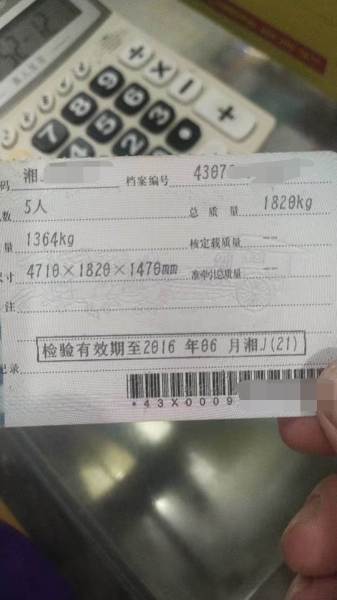 码 湘J 档案编号 4307
数 5人 总质量 1820kg
量 1364kg 核定载质量 --
尺寸 4710×1820×1470mm 准牵引总质量 --
注
检验有效期至2016 年06 月湘J(21)
记录
*43X0009